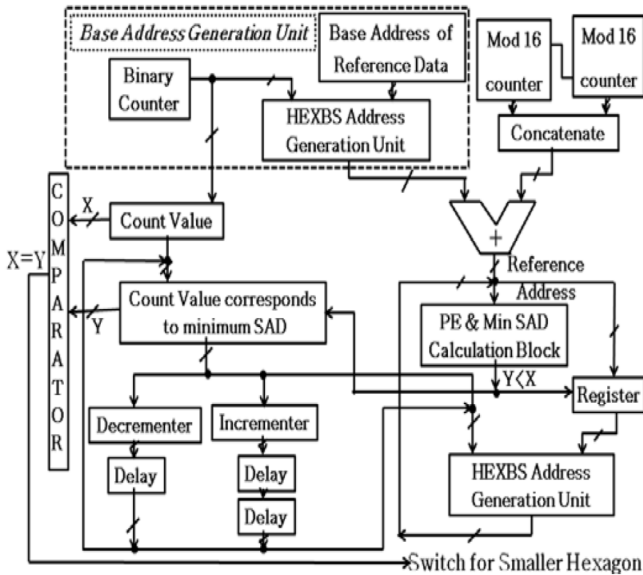 Base Address Generation Unit
Base Address of
Reference Data
Mod 16
counter
Mod 16
counter
Binary
Counter
HEXBS Address
Generation Unit
Concatenate
COMPARATOR
X
Count Value
+
X=Y
Reference
Address
Y
Count Value corresponds
to minimum SAD
PE & Min SAD
Calculation Block
Y<X
Register
Decrementer
Incrementer
Delay
Delay
Delay
HEXBS Address
Generation Unit
Switch for Smaller Hexagon